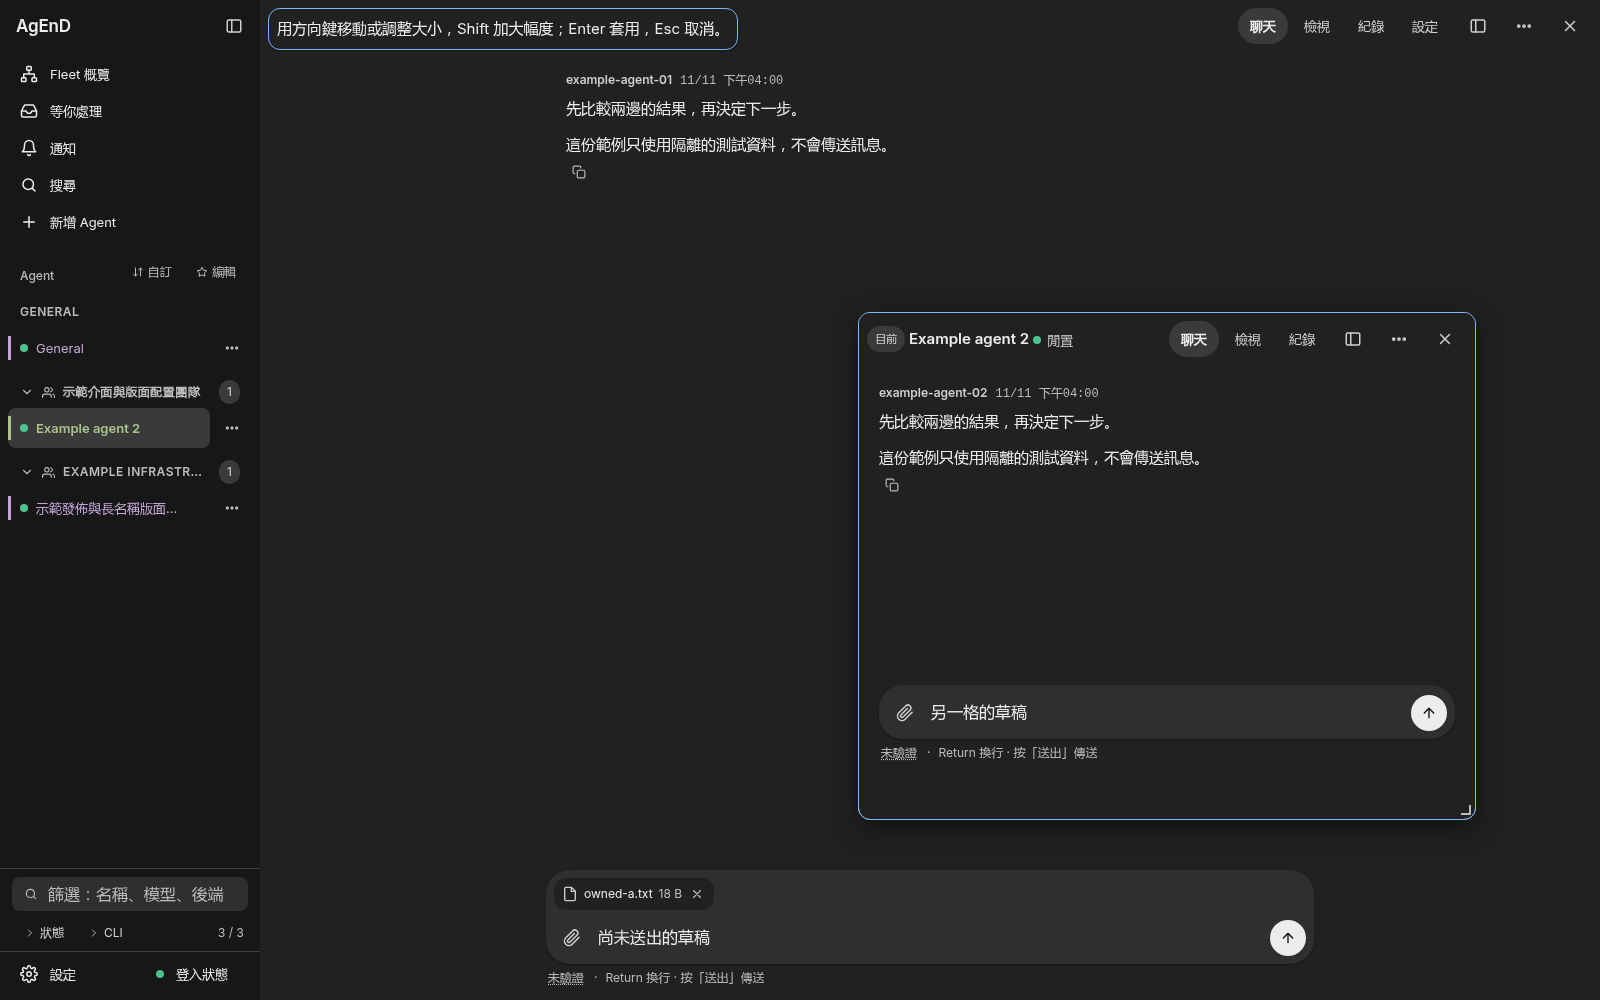 AgEnD
Fleet 概覽
等你處理
通知
搜尋
新增 Agent
Agent
自訂
編輯
GENERAL
General
示範介面與版面配置團隊
1
Example agent 2
EXAMPLE INFRASTR...
1
示範發佈與長名稱版面...
篩選：名稱、模型、後端
狀態
CLI
3 / 3
設定
登入狀態
用方向鍵移動或調整大小，Shift 加大幅度；Enter 套用，Esc 取消。
聊天
檢視
紀錄
設定
example-agent-01 11/11 下午04:00
先比較兩邊的結果，再決定下一步。
這份範例只使用隔離的測試資料，不會傳送訊息。
目前 Example agent 2 閒置
聊天
檢視
紀錄
example-agent-02 11/11 下午04:00
先比較兩邊的結果，再決定下一步。
這份範例只使用隔離的測試資料，不會傳送訊息。
另一格的草稿
未驗證 · Return 換行 · 按「送出」傳送
owned-a.txt 18 B
尚未送出的草稿
未驗證 · Return 換行 · 按「送出」傳送